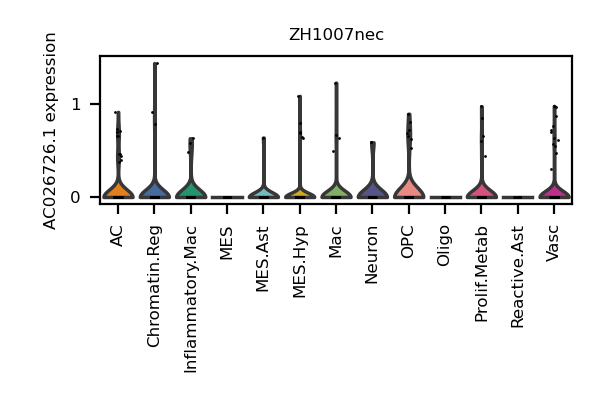 ZH1007nec
AC026726.1 expression
1
0
AC
Chromatin.Reg
Inflammatory.Mac
MES
MES.Ast
MES.Hyp
Mac
Neuron
OPC
Oligo
Prolif.Metab
Reactive.Ast
Vasc